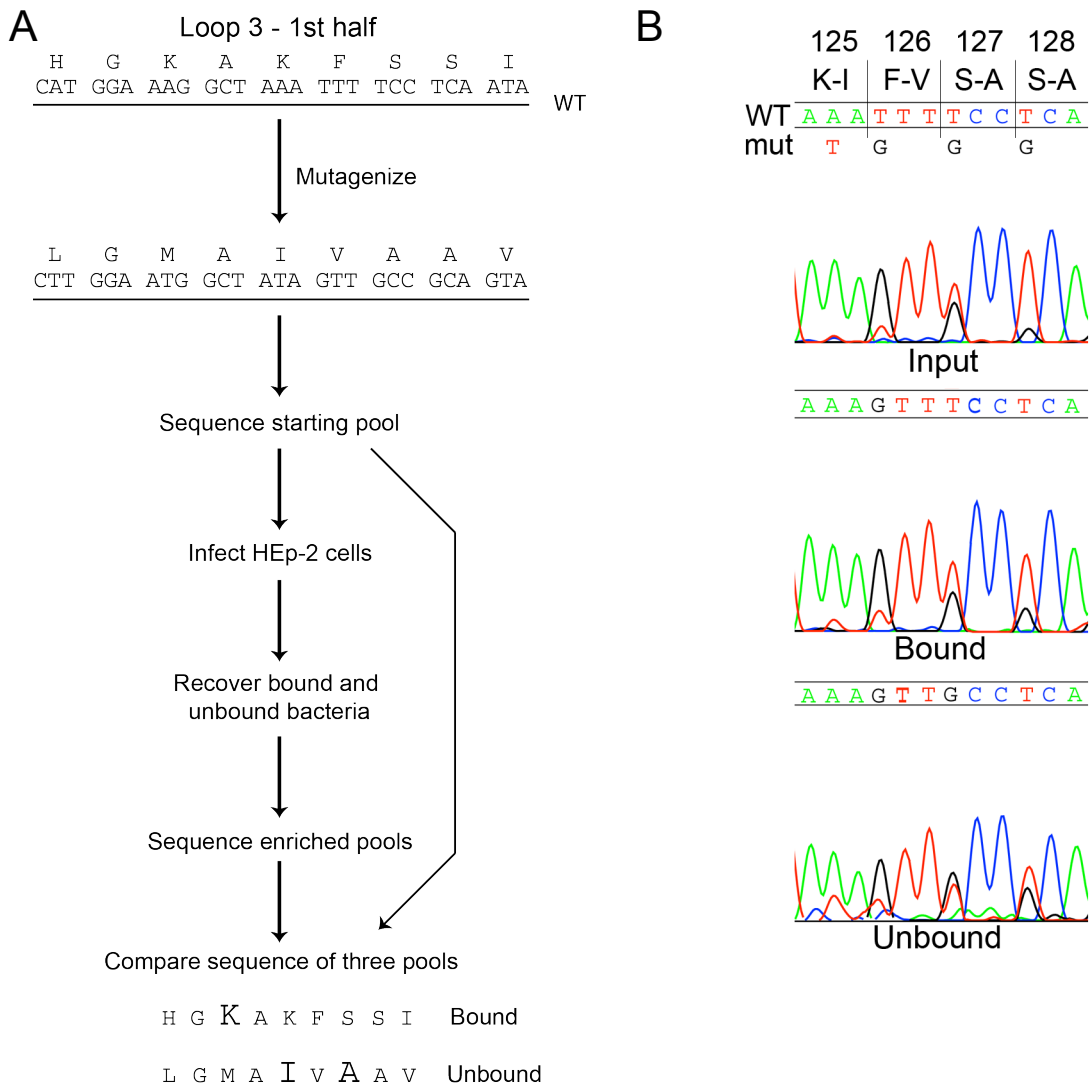 A
Loop 3 - 1st half
H G K A K F S S I
CAT GGA AAG GCT AAA TTT TCC TCA ATA
WT
Mutagenize
L G M A I V A A V
CTT GGA ATG GCT ATA GTT GCC GCA GTA
Sequence starting pool
Infect HEp-2 cells
Recover bound and
unbound bacteria
Sequence enriched pools
Compare sequence of three pools
H G K A K F S S I Bound
L G M A I V A A V Unbound
B
125 126 127 128
K-I F-V S-A S-A
WT A A A T T T T C C T C A
mut T G G G
Input
A A A G T T T C C T C A
Bound
A A A G T T G C C T C A
Unbound